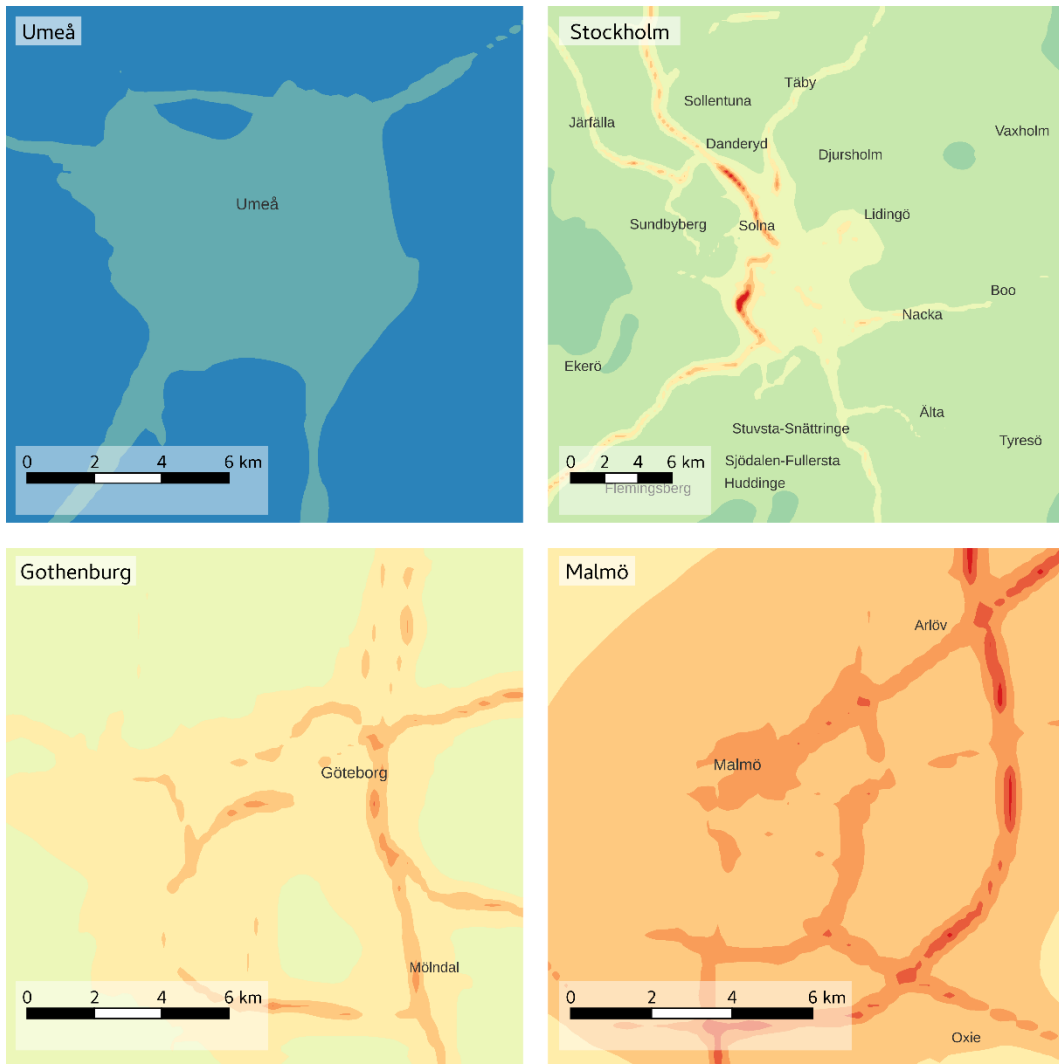 Umeå
Umeå
0 2 4 6 km
Stockholm
Täby
Sollentuna
Järfälla
Vaxholm
Danderyd
Djursholm
Lidingö
Sundbyberg
Solna
Boo
Nacka
Ekerö
Älta
Stuvsta-Snättringe
Tyresö
0 2 4 6 km
Sjödalen-Fullersta
Huddinge
Flemingsberg
Gothenburg
Göteborg
Mölndal
0 2 4 6 km
Malmö
Arlöv
Malmö
0 2 4 6 km
Oxie